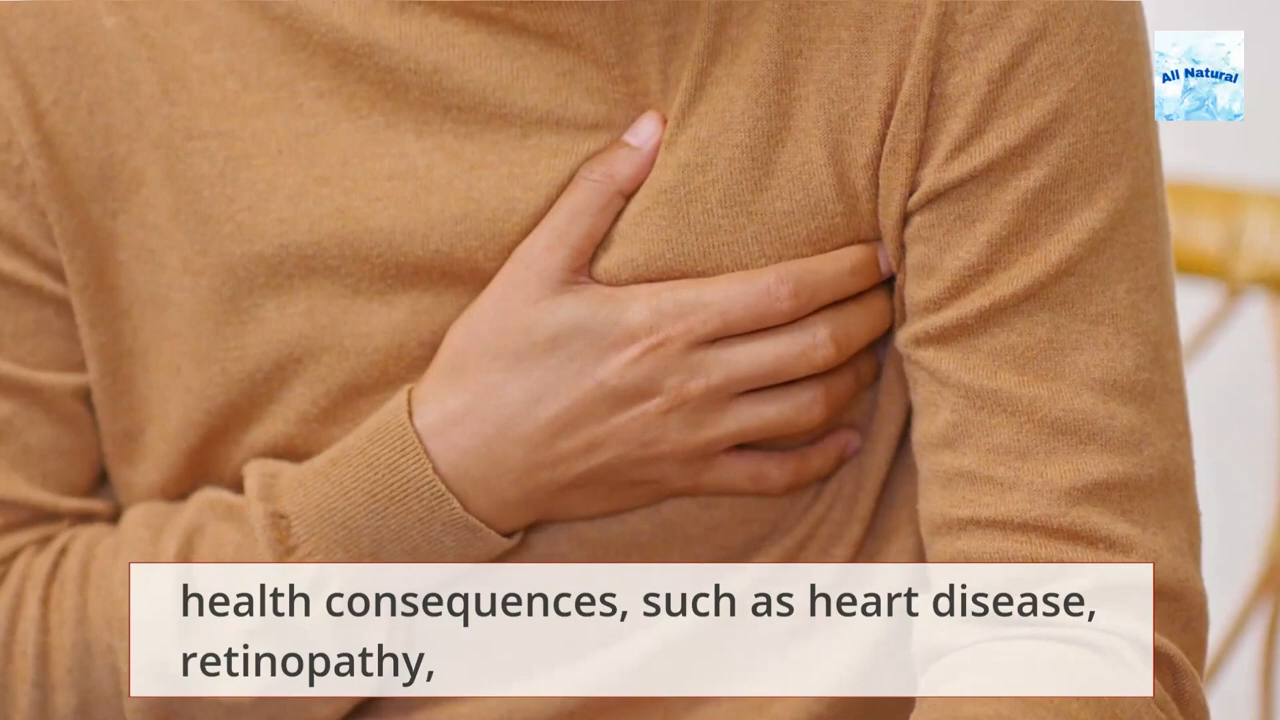 All Natural
health consequences, such as heart disease,
retinopathy,